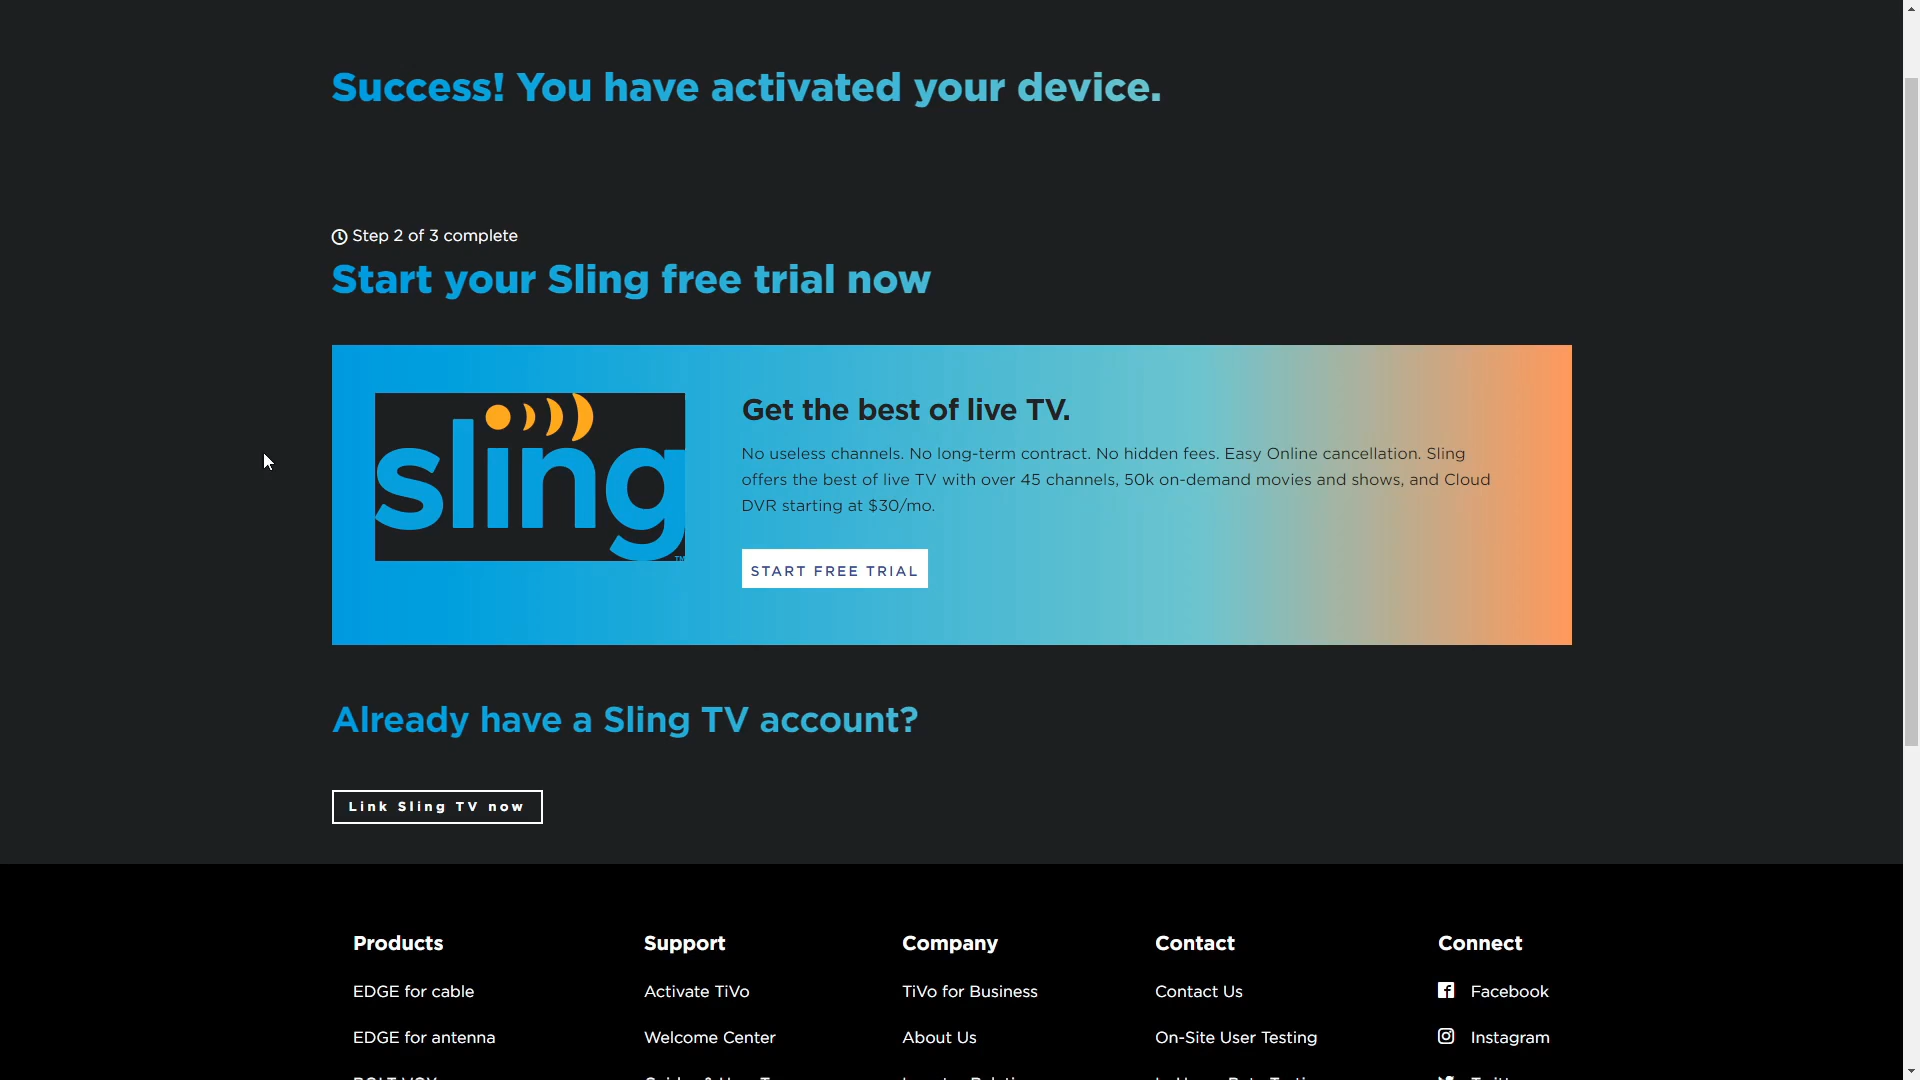 Success! You have activated your device.
Step 2 of 3 complete
Start your Sling free trial now
sling
TM
Get the best of live TV.
No useless channels. No long-term contract. No hidden fees. Easy Online cancellation. Sling
offers the best of live TV with over 45 channels, 50k on-demand movies and shows, and Cloud
DVR starting at $30/mo.
START FREE TRIAL
Already have a Sling TV account?
Link Sling TV now
Products
Support
Company
Contact
Connect
EDGE for cable
Activate TiVo
TiVo for Business
Contact Us
Facebook
EDGE for antenna
Welcome Center
About Us
On-Site User Testing
Instagram